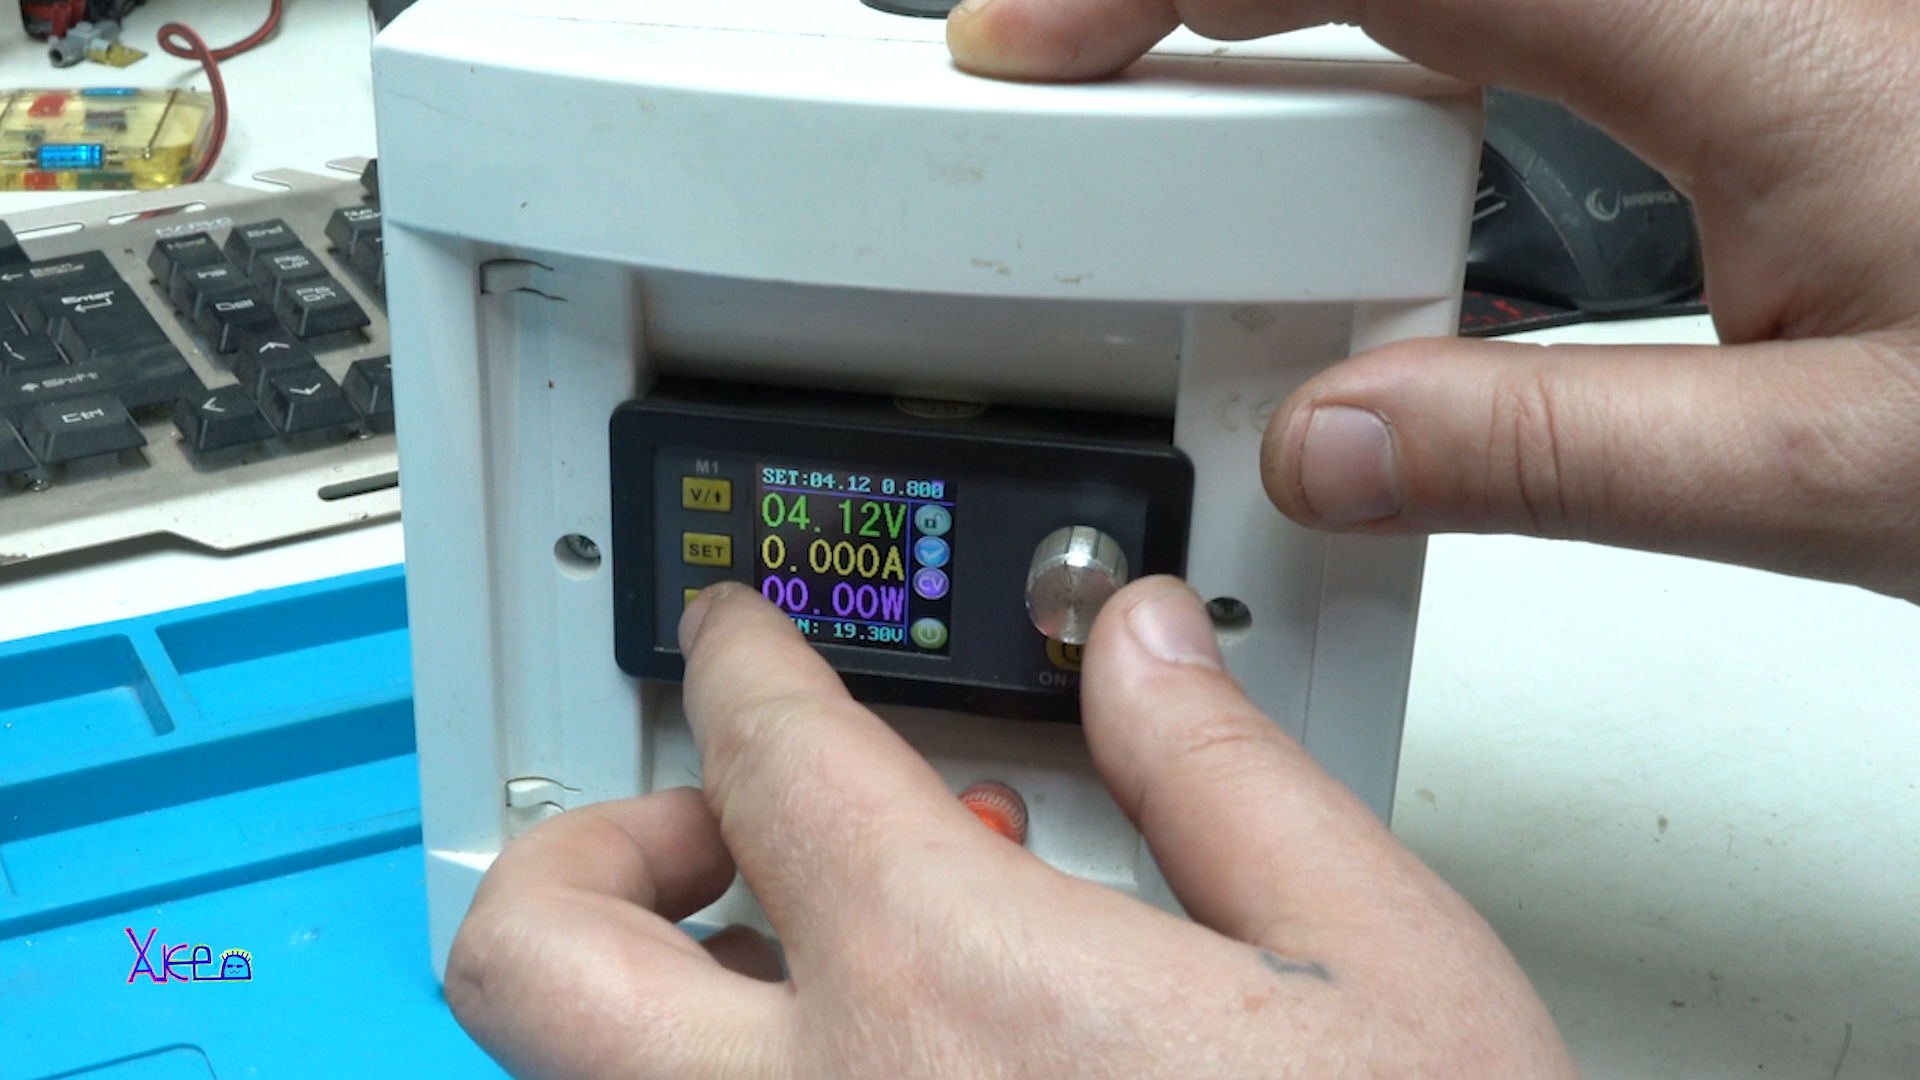 Home
End
Ins
Del
Enter
Shift
Ctrl
M1
V/
SET
SET:04.12 0.800
04.12V
0.000A
00.00W
19.30V
CV
ON
CE